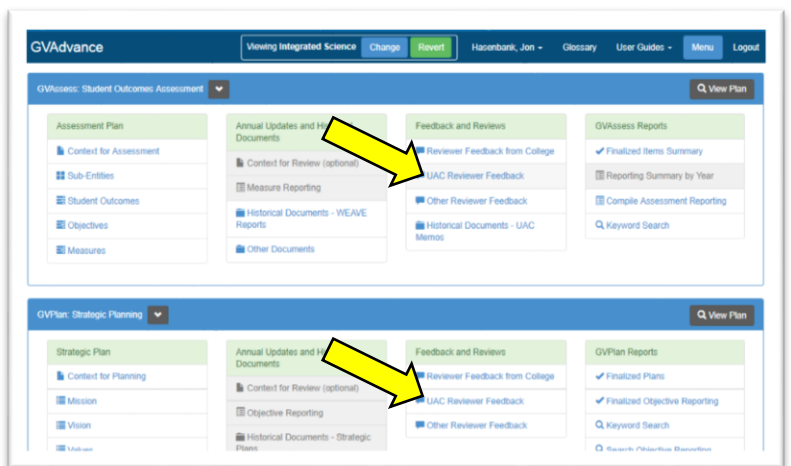 GVAdvance
Viewing Integrated Science Change Revert
Hasenbank, Jon
Glossary
User Guides
Menu
Logout
GVAssess: Student Outcomes Assessment
View Plan
Assessment Plan
Context for Assessment
Sub-Entities
Student Outcomes
Objectives
Measures
Annual Updates and
Documents
Context for Review (optional)
Measure Reporting
Historical Documents - WEAVE
Reports
Other Documents
Feedback and Reviews
Reviewer Feedback from College
UAC Reviewer Feedback
Other Reviewer Feedback
Historical Documents - UAC
Memos
GVAssess Reports
Finalized Items Summary
Reporting Summary by Year
Compile Assessment Reporting
Keyword Search
GVPlan: Strategic Planning
View Plan
Strategic Plan
Context for Planning
Mission
Vision
Values
Annual Updates and
Documents
Context for Review (optional)
Objective Reporting
Historical Documents - Strategic
Plans
Feedback and Reviews
Reviewer Feedback from College
UAC Reviewer Feedback
Other Reviewer Feedback
GVPlan Reports
Finalized Plans
Finalized Objective Reporting
Keyword Search
Search Objective Reporting